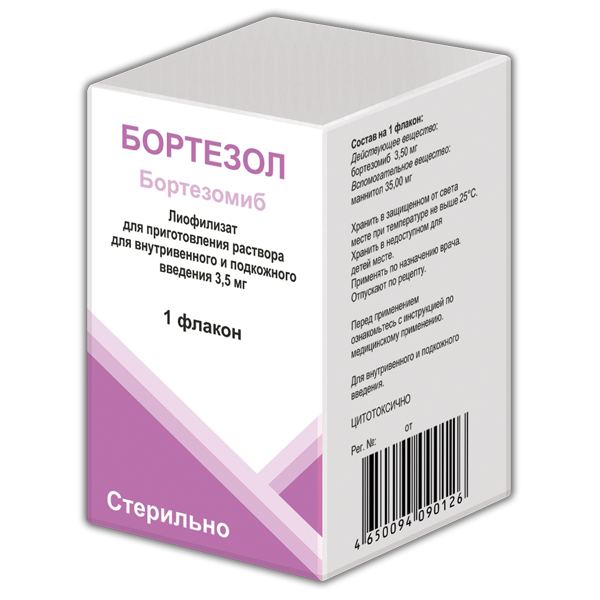 БОРТЕЗОЛ
Бортезомиб
Лиофилизат
для приготовления раствора
для внутривенного и подкожного
введения 3,5 мг
1 флакон
Стерильно
Состав на 1 флакон:
Действующее вещество:
бортезомиб 3,50 мг
Вспомогательное вещество:
маннитол 35,00 мг
Хранить в защищенном от света
месте при температуре не выше 25°С.
Хранить в недоступном для
детей месте.
Применять по назначению врача.
Отпускают по рецепту.
Перед применением
ознакомьтесь с инструкцией по
медицинскому применению.
Для внутривенного и подкожного
введения.
ЦИТОТОКСИЧНО
Рег. №: от
4 650094 090126